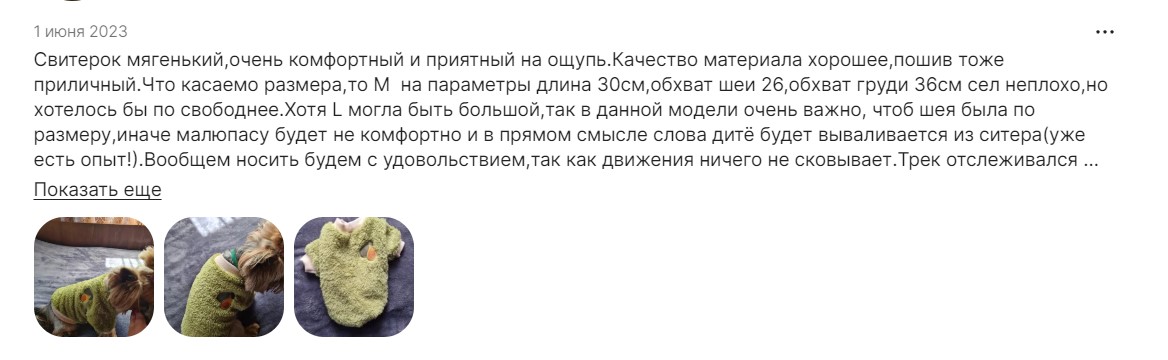 1 июня 2023
Свитерок мягенький,очень комфортный и приятный на ощупь.Качество материала хорошее,пошив тоже
приличный.Что касаемо размера,то М  на параметры длина 30см,обхват шеи 26,обхват груди 36см сел неплохо,но
хотелось бы по свободнее.Хотя L могла быть большой,так в данной модели очень важно, чтоб шея была по
размеру,иначе малюпасу будет не комфортно и в прямом смысле слова дитё будет вываливается из ситера(уже
есть опыт!).Вообщем носить будем с удовольствием,так как движения ничего не сковывает.Трек отслеживался ...
Показать еще